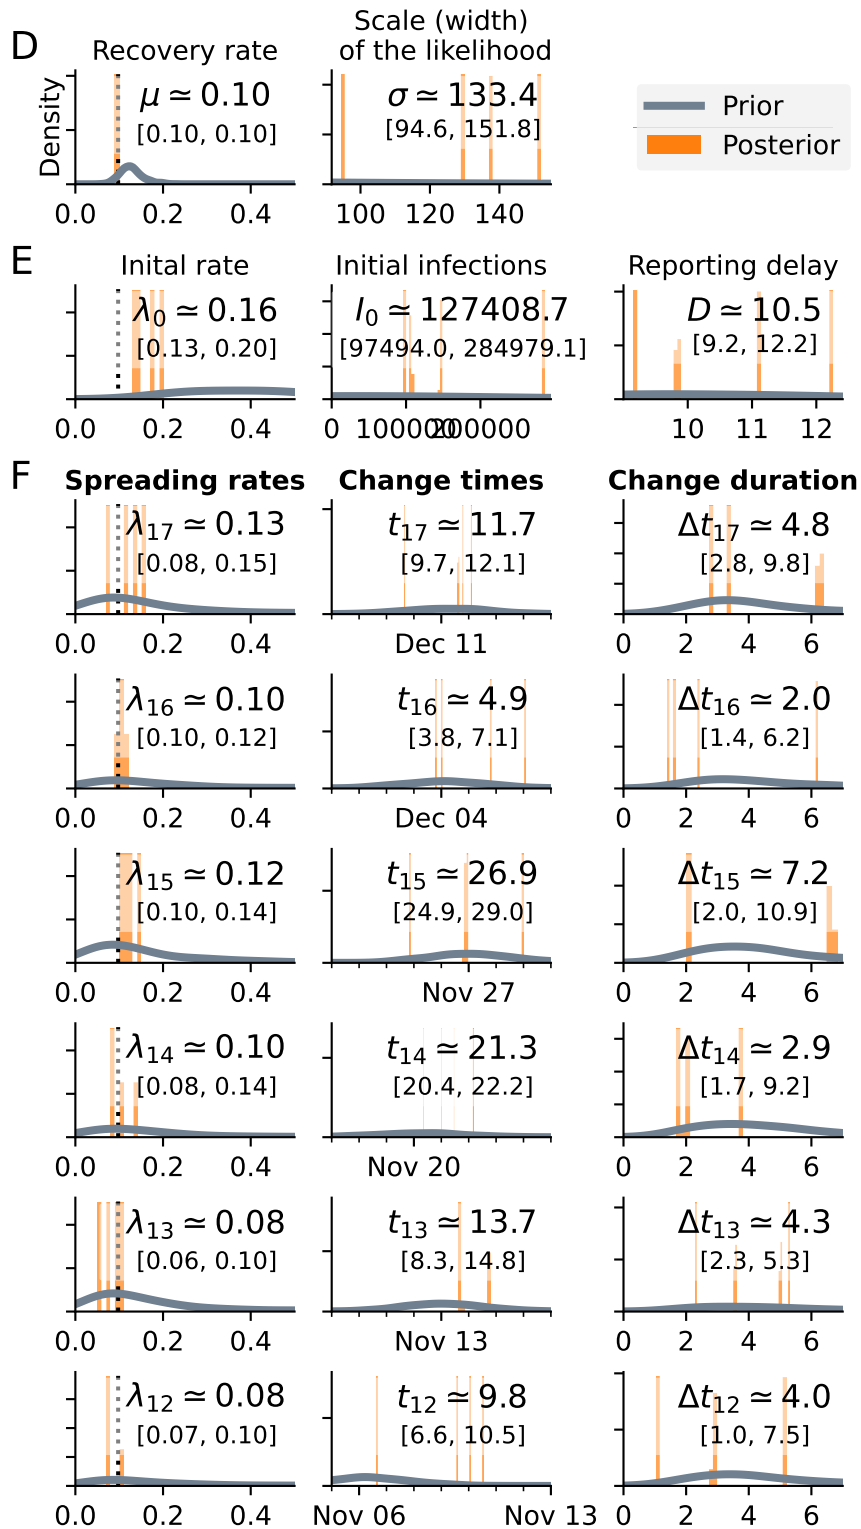 D
Recovery rate
Scale (width)
of the likelihood
Density
μ ≃ 0.10
[0.10, 0.10]
σ ≃ 133.4
[94.6, 151.8]
Prior
Posterior
0.0 0.2 0.4
100 120 140
E
Inital rate
Initial infections
Reporting delay
λ0 ≃ 0.16
[0.13, 0.20]
I0 ≃ 127408.7
[97494.0, 284979.1]
D ≃ 10.5
[9.2, 12.2]
0.0 0.2 0.4
0 100000 200000
10 11 12
F
Spreading rates
Change times
Change duration
λ17 ≃ 0.13
[0.08, 0.15]
t17 ≃ 11.7
[9.7, 12.1]
Δt17 ≃ 4.8
[2.8, 9.8]
0.0 0.2 0.4
Dec 11
0 2 4 6
λ16 ≃ 0.10
[0.10, 0.12]
t16 ≃ 4.9
[3.8, 7.1]
Δt16 ≃ 2.0
[1.4, 6.2]
0.0 0.2 0.4
Dec 04
0 2 4 6
λ15 ≃ 0.12
[0.10, 0.14]
t15 ≃ 26.9
[24.9, 29.0]
Δt15 ≃ 7.2
[2.0, 10.9]
0.0 0.2 0.4
Nov 27
0 2 4 6
λ14 ≃ 0.10
[0.08, 0.14]
t14 ≃ 21.3
[20.4, 22.2]
Δt14 ≃ 2.9
[1.7, 9.2]
0.0 0.2 0.4
Nov 20
0 2 4 6
λ13 ≃ 0.08
[0.06, 0.10]
t13 ≃ 13.7
[8.3, 14.8]
Δt13 ≃ 4.3
[2.3, 5.3]
0.0 0.2 0.4
Nov 13
0 2 4 6
λ12 ≃ 0.08
[0.07, 0.10]
t12 ≃ 9.8
[6.6, 10.5]
Δt12 ≃ 4.0
[1.0, 7.5]
0.0 0.2 0.4
Nov 06 Nov 13
0 2 4 6